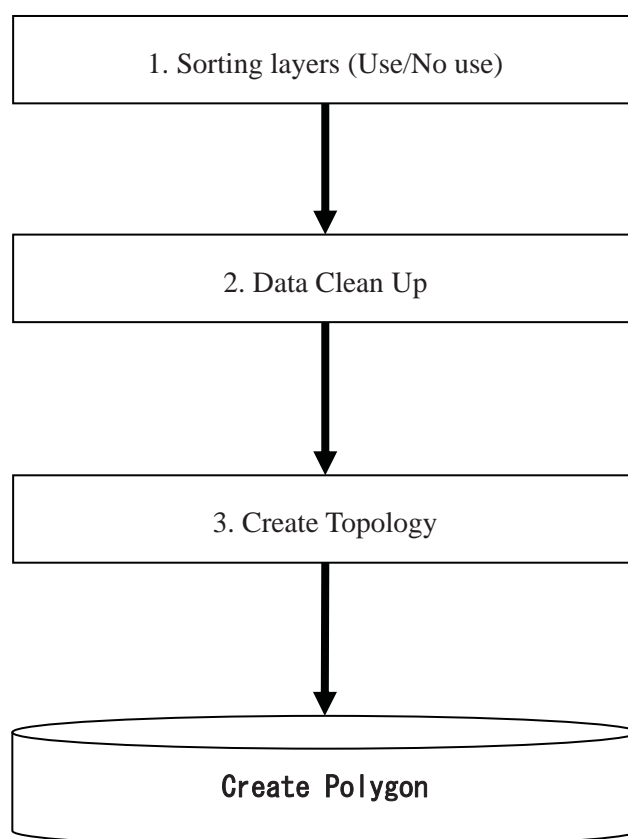 1. Sorting layers (Use/No use)
2. Data Clean Up
3. Create Topology
Create Polygon